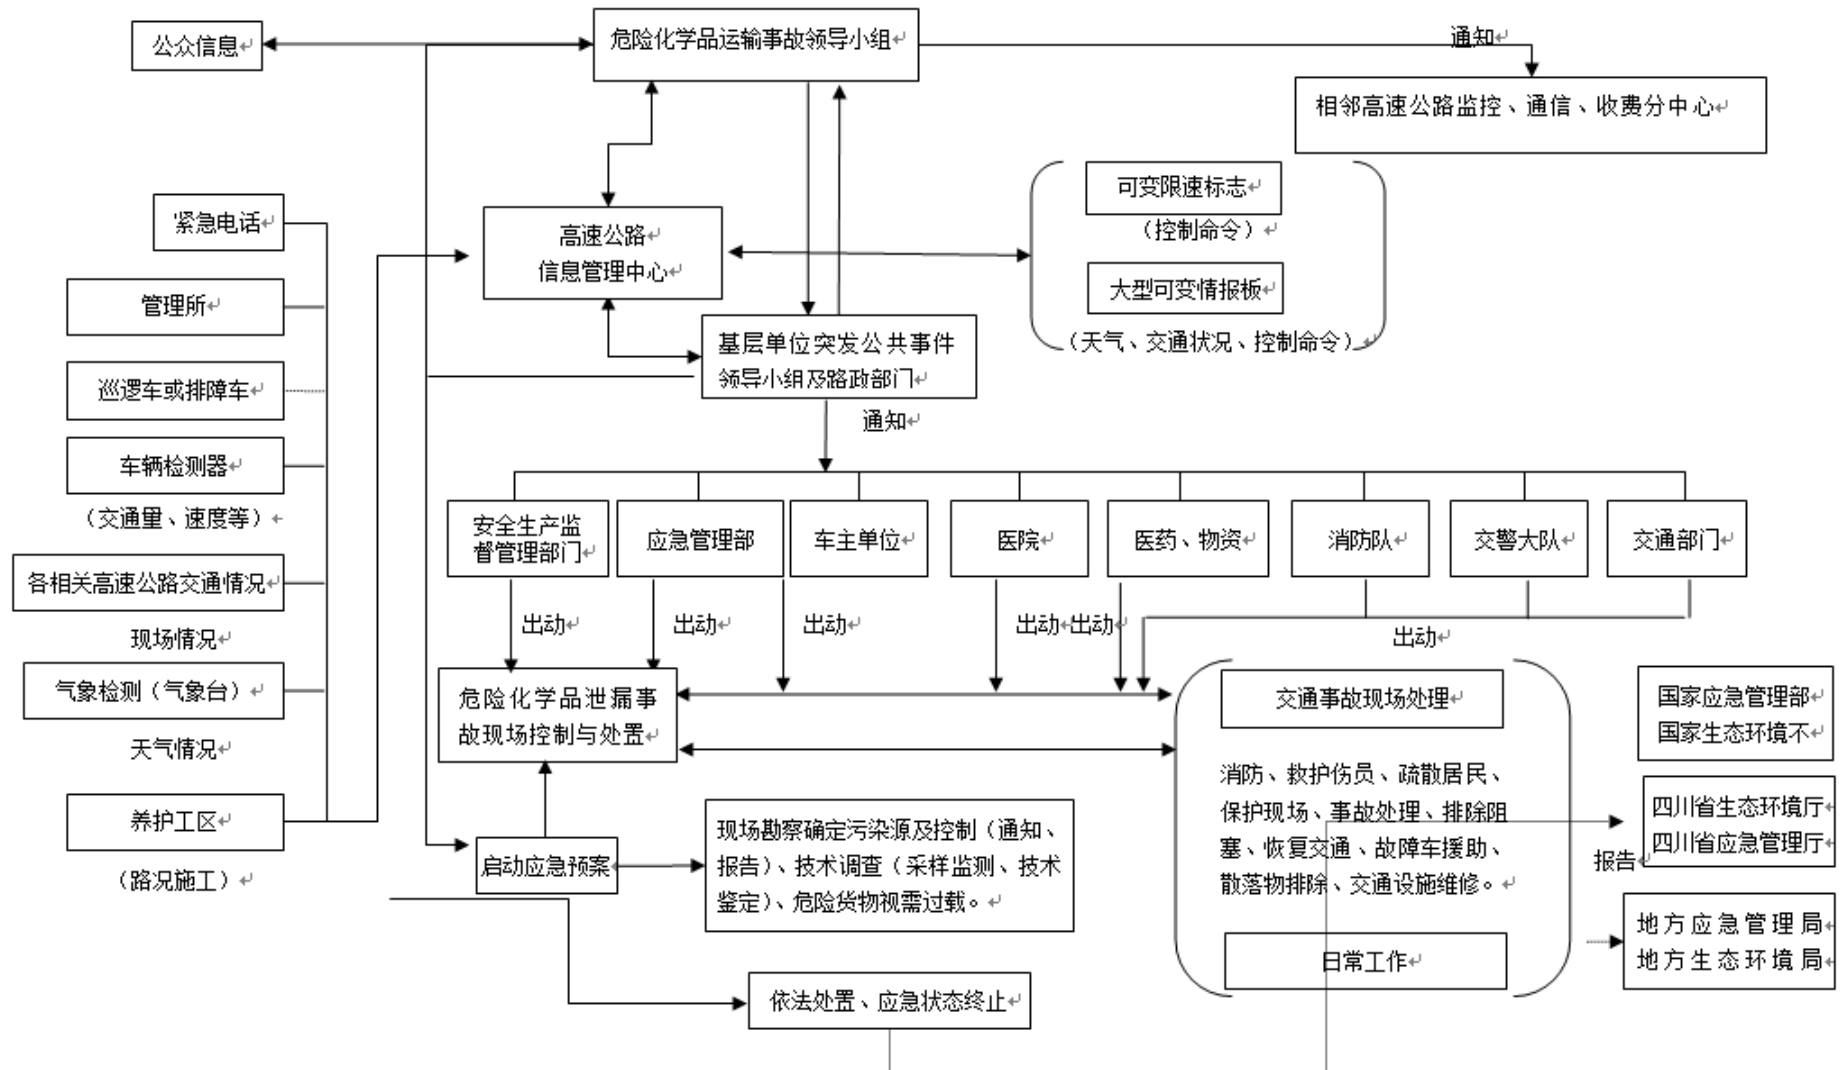 公众信息
危险化学品运输事故领导小组
通知
相邻高速公路监控、通信、收费分中心
可变限速标志
（控制命令）
大型可变情报板
（天气、交通状况、控制命令）
紧急电话
管理所
巡逻车或排障车
车辆检测器
（交通量、速度等）
各相关高速公路交通情况
现场情况
气象检测（气象台）
天气情况
养护工区
（路况施工）
高速公路
信息管理中心
基层单位突发公共事件
领导小组及路政部门
通知
安全生产监
督管理部门
应急管理部
车主单位
医院
医药、物资
消防队
交警大队
交通部门
出动
出动
出动
出动
出动
出动
危险化学品泄漏事
故现场控制与处置
交通事故现场处理
消防、救护伤员、疏散居民、
保护现场、事故处理、排除阻
塞、恢复交通、故障车援助、
散落物排除、交通设施维修。
日常工作
国家应急管理部
国家生态环境不
四川省生态环境厅
四川省应急管理厅
报告
地方应急管理局
地方生态环境局
启动应急预案
现场勘察确定污染源及控制（通知、
报告）、技术调查（采样监测、技术
鉴定）、危险货物视需过载。
依法处置、应急状态终止